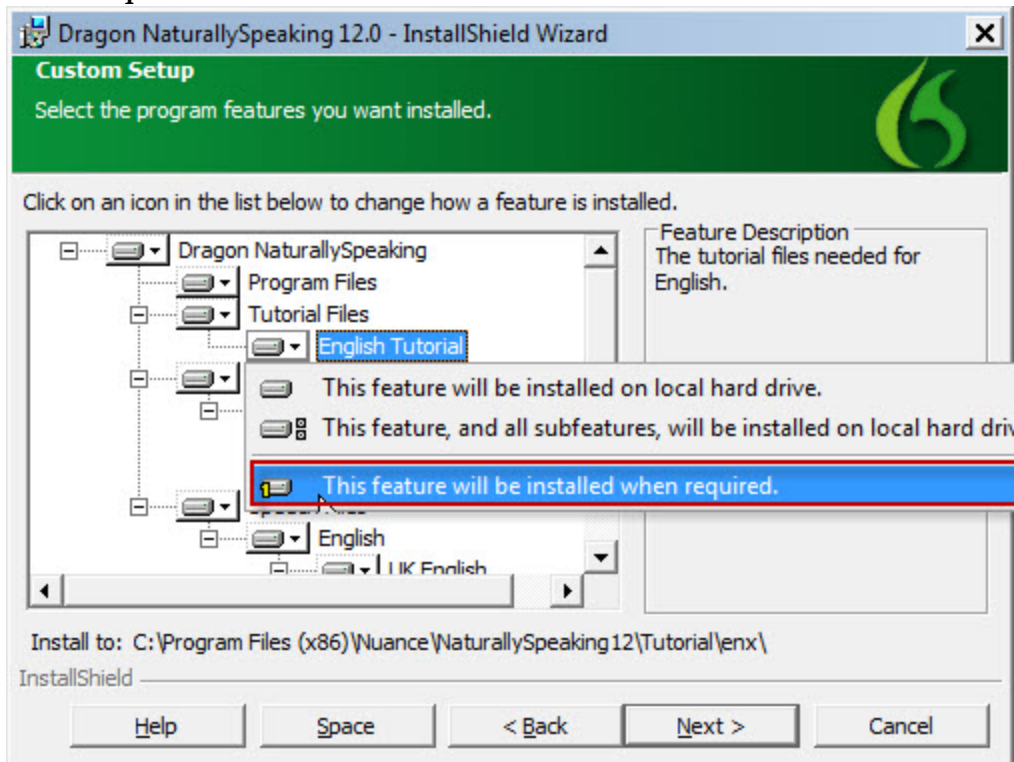 Dragon NaturallySpeaking 12.0 - InstallShield Wizard
Custom Setup
Select the program features you want installed.
Click on an icon in the list below to change how a feature is installed.
Dragon NaturallySpeaking
Program Files
Tutorial Files
English Tutorial
Feature Description
The tutorial files needed for
English.
This feature will be installed on local hard drive.
This feature, and all subfeatures, will be installed on local hard
This feature will be installed when required.
English
UK English
Install to: C:\Program Files (x86)\Nuance\NaturallySpeaking12\Tutorial\enx\
InstallShield
Help
Space
< Back
Next >
Cancel